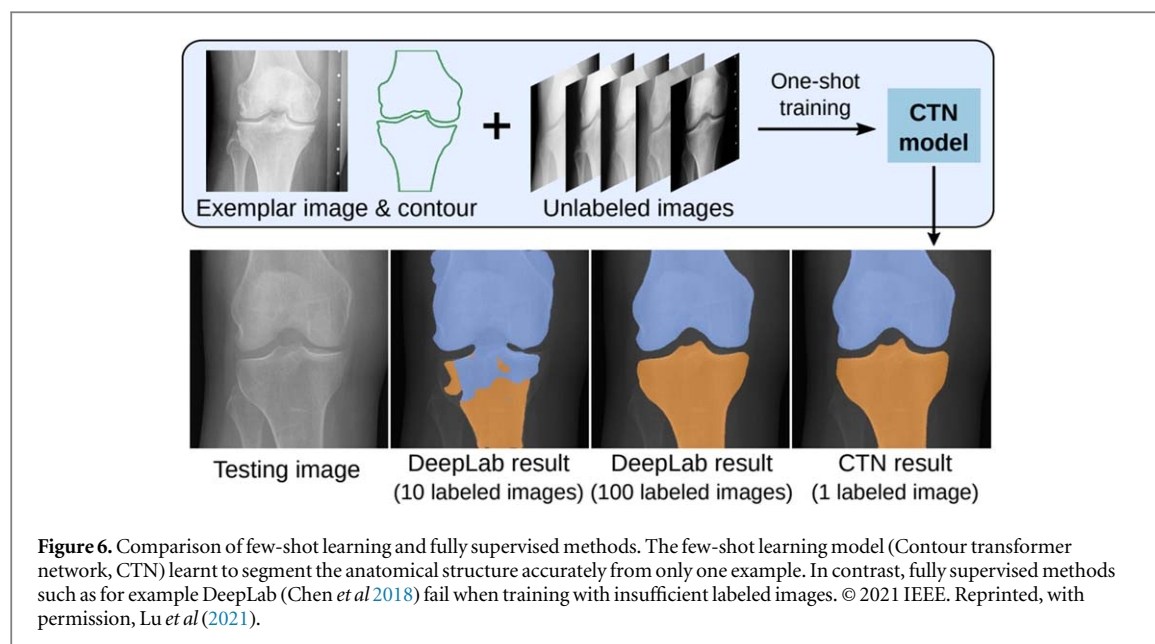 One-shot
training
CTN
model
Exemplar image & contour
Unlabeled images
Testing image
DeepLab result
(10 labeled images)
DeepLab result
(100 labeled images)
CTN result
(1 labeled image)
Figure 6. Comparison of few-shot learning and fully supervised methods. The few-shot learning model (Contour transformer
network, CTN) learnt to segment the anatomical structure accurately from only one example. In contrast, fully supervised methods
such as for example DeepLab (Chen et al 2018) fail when training with insufficient labeled images. © 2021 IEEE. Reprinted, with
permission, Lu et al (2021).